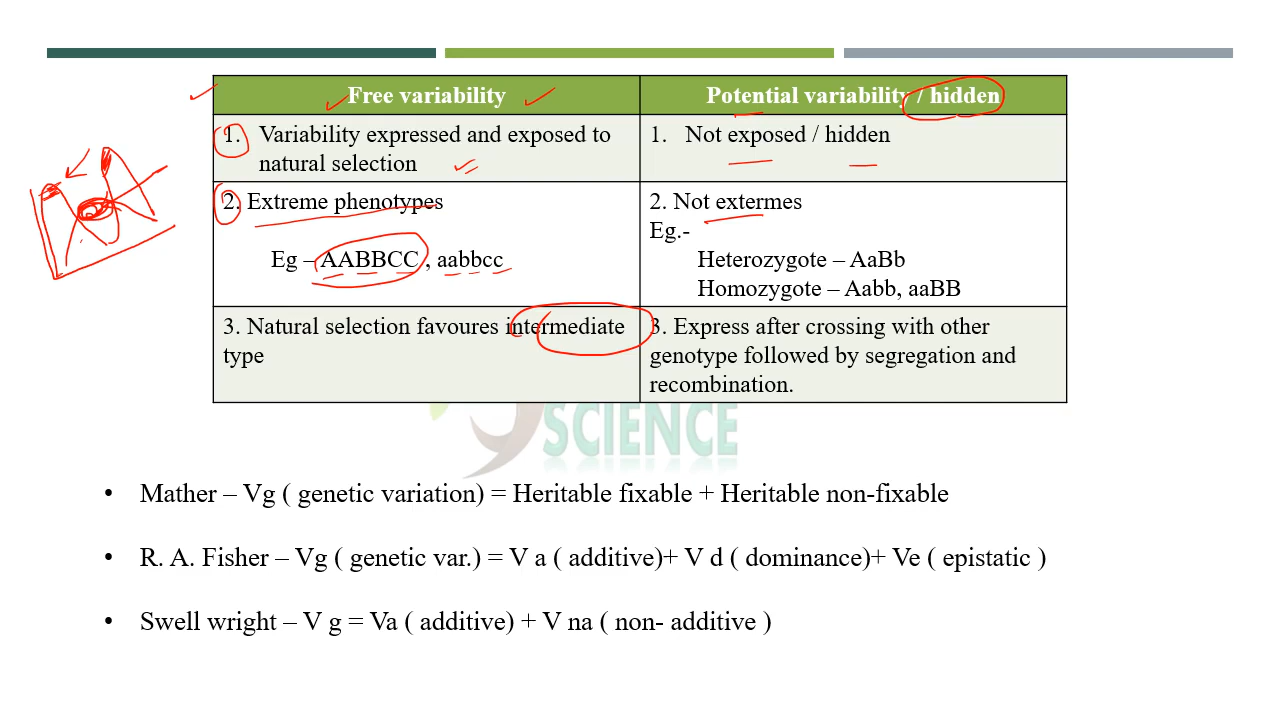 Free variability
Potential variability / hidden
1. Variability expressed and exposed to
natural selection
1. Not exposed / hidden
2. Extreme phenotypes
Eg – AABBCC , aabbcc
2. Not extermes
Eg.-
Heterozygote – AaBb
Homozygote – Aabb, aaBB
3. Natural selection favoures intermediate
type
3. Express after crossing with other
genotype followed by segregation and
recombination.
SCIENCE
• Mather – Vg ( genetic variation) = Heritable fixable + Heritable non-fixable
• R. A. Fisher – Vg ( genetic var.) = V a ( additive)+ V d ( dominance)+ Ve ( epistatic )
• Swell wright – V g = Va ( additive) + V na ( non- additive )